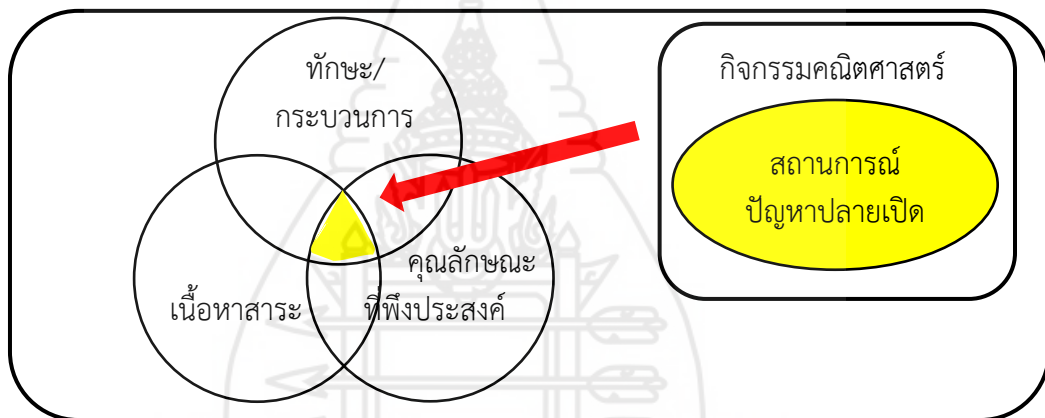 ทักษะ/
กระบวนการ
เนื้อหาสาระ
คุณลักษณะ
ที่พึงประสงค์
กิจกรรมคณิตศาสตร์
สถานการณ์
ปัญหาปลายเปิด